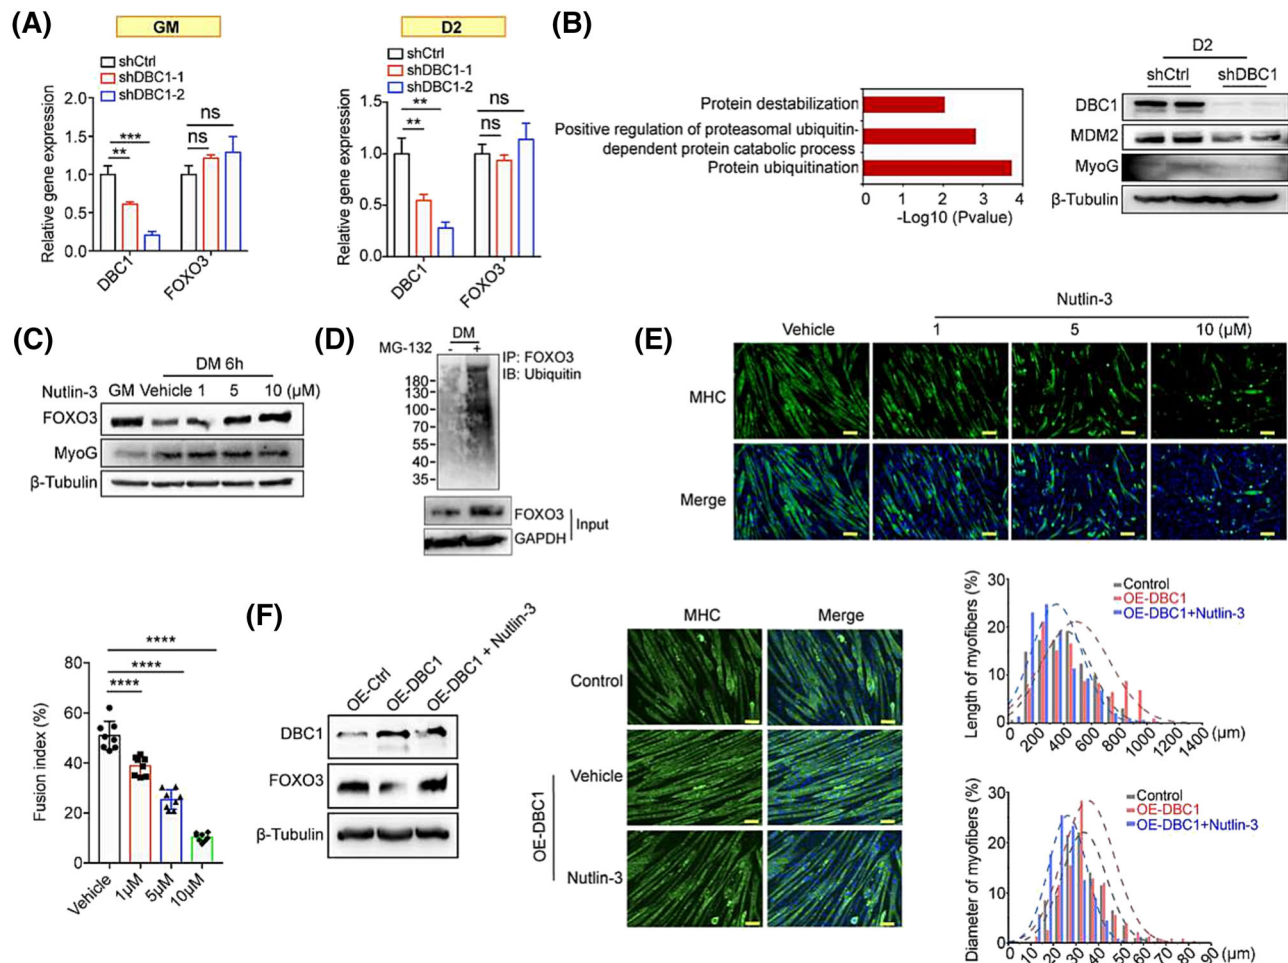 (A)
GM
shCtrl
shDBC1-1
shDBC1-2
Relative gene expression
2.0
1.5
1.0
0.5
0.0
***
**
ns
ns
DBC1
FOXO3
D2
shCtrl
shDBC1-1
shDBC1-2
Relative gene expression
1.5
1.0
0.5
0.0
**
**
ns
ns
DBC1
FOXO3
(B)
Protein destabilization
Positive regulation of proteasomal ubiquitin-
dependent protein catabolic process
Protein ubiquitination
0 1 2 3 4
-Log10 (Pvalue)
D2
shCtrl shDBC1
DBC1
MDM2
MyoG
β-Tubulin
(C)
DM 6h
Nutlin-3 GM Vehicle 1 5 10 (μM)
FOXO3
MyoG
β-Tubulin
(D)
DM
MG-132 - +
IP: FOXO3
IB: Ubiquitin
180
130
100
70
55
40
35
FOXO3
GAPDH
Input
(E)
Nutlin-3
Vehicle 1 5 10 (μM)
MHC
Merge
Fusion index (%)
80
60
40
20
0
****
****
****
Vehicle
1μM
5μM
10μM
(F)
OE-Ctrl
OE-DBC1
OE-DBC1 + Nutlin-3
DBC1
FOXO3
β-Tubulin
MHC Merge
Control
Vehicle
Nutlin-3
OE-DBC1
Length of myofibers (%)
30
20
10
0
Control
OE-DBC1
OE-DBC1+Nutlin-3
0 200 400 600 800 1000 1200 1400 (μm)
Diameter of myofibers (%)
30
20
10
0
Control
OE-DBC1
OE-DBC1+Nutlin-3
0 10 20 30 40 50 60 70 80 90 (μm)